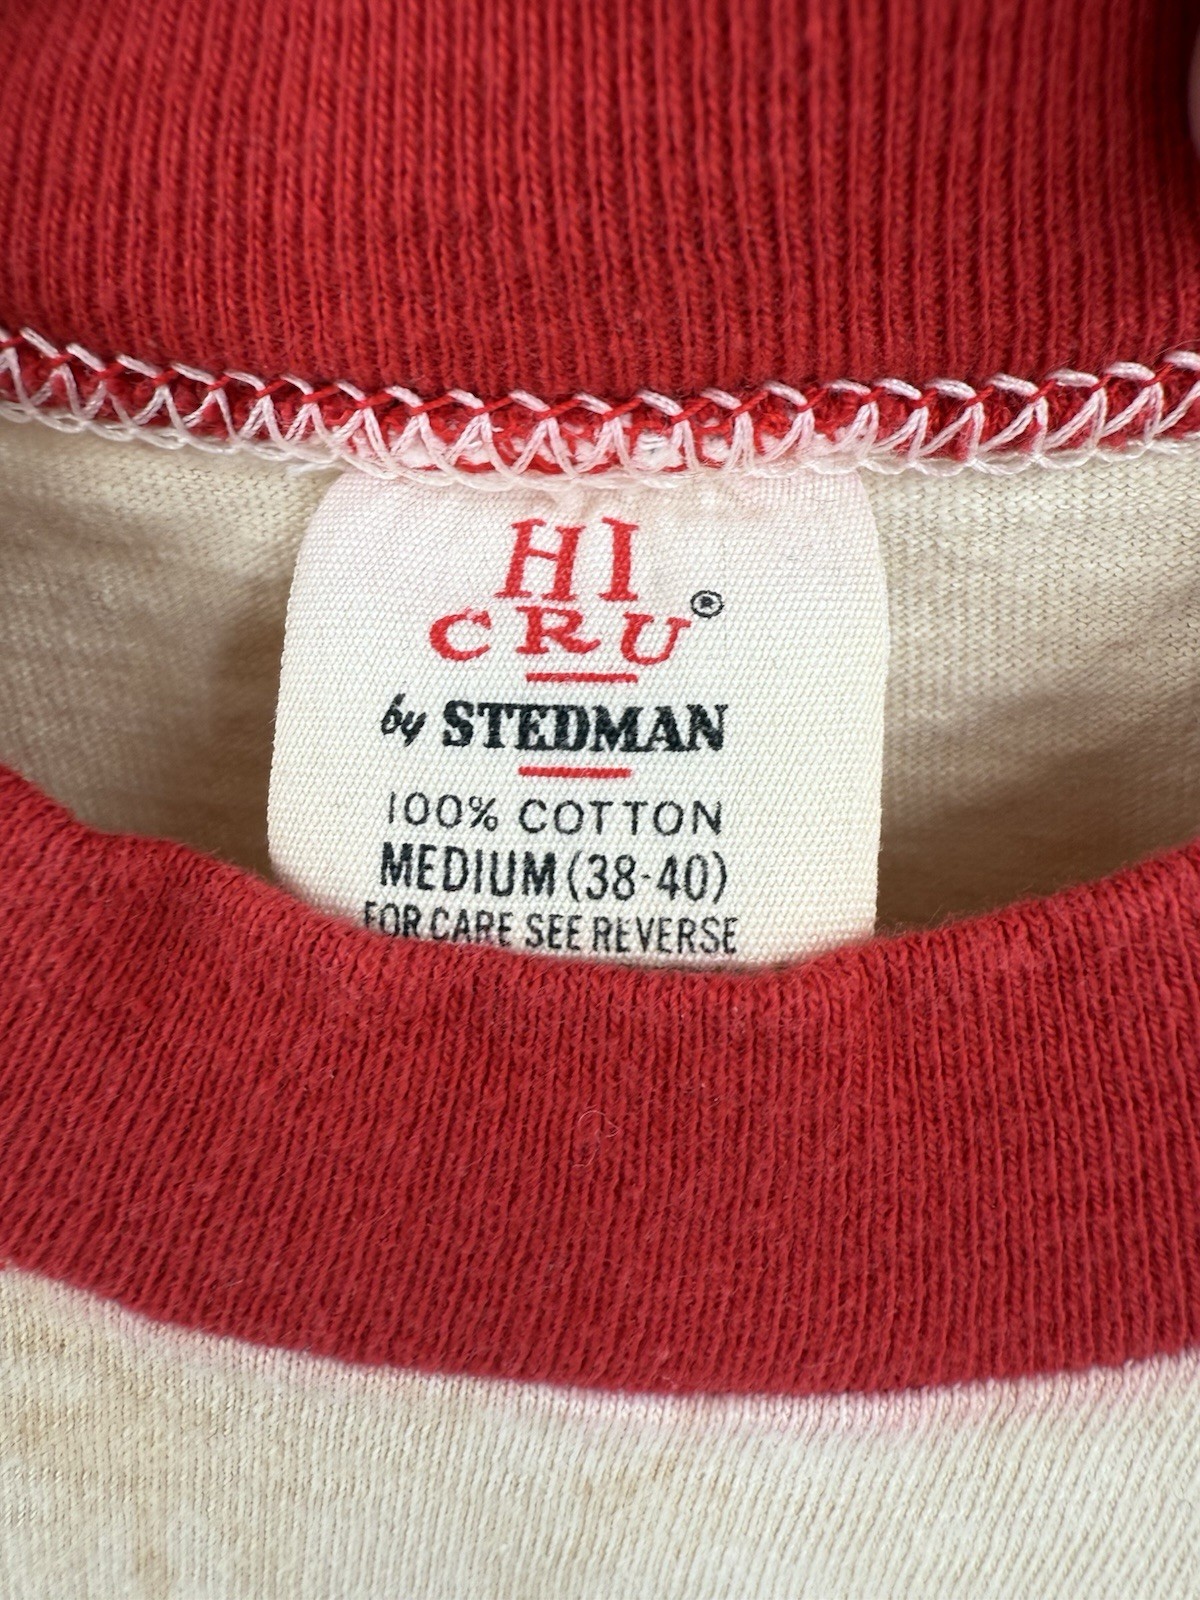 HI
CRU®
by STEDMAN
100% COTTON
MEDIUM (38-40)
FOR CARE SEE REVERSE